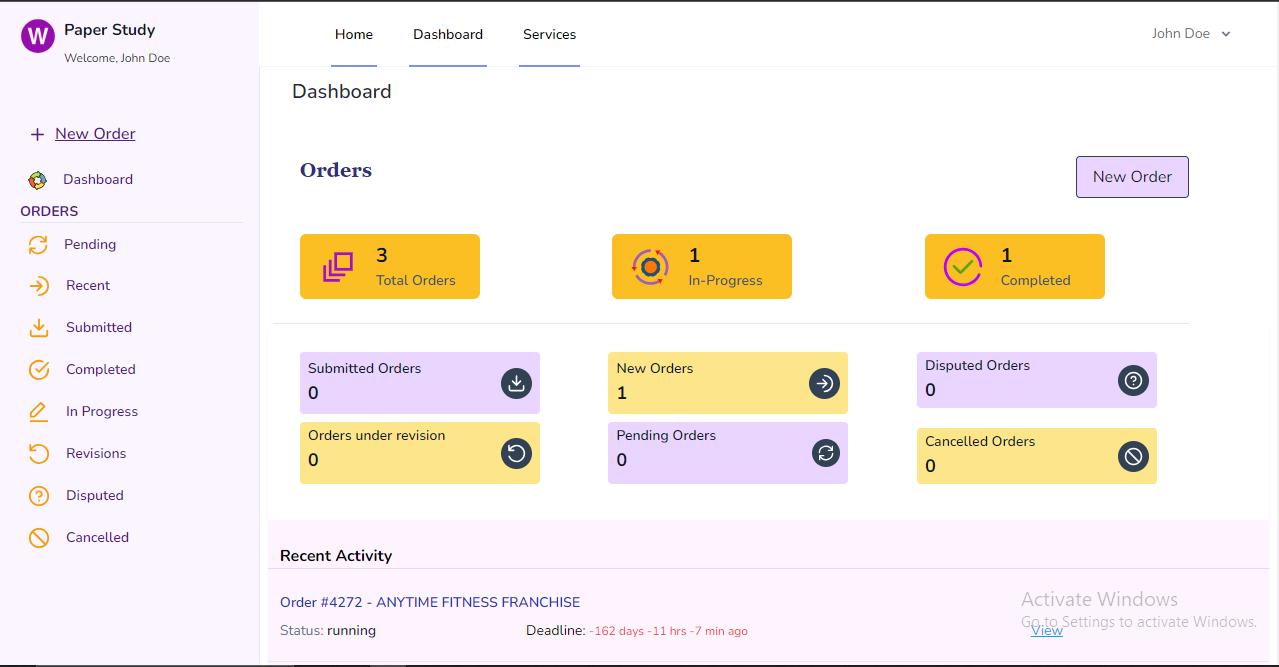 W
Paper Study
Welcome, John Doe
Home Dashboard Services
John Doe
New Order
Dashboard
ORDERS
Pending
Recent
Submitted
Completed
In Progress
Revisions
Disputed
Cancelled
Dashboard
Orders
New Order
3
Total Orders
1
In-Progress
1
Completed
Submitted Orders
0
New Orders
1
Disputed Orders
0
Orders under revision
0
Pending Orders
0
Cancelled Orders
0
Recent Activity
Order #4272 - ANYTIME FITNESS FRANCHISE
Status: running Deadline: -162 days -11 hrs -7 min ago
View
Activate Windows
Go to Settings to activate Windows.